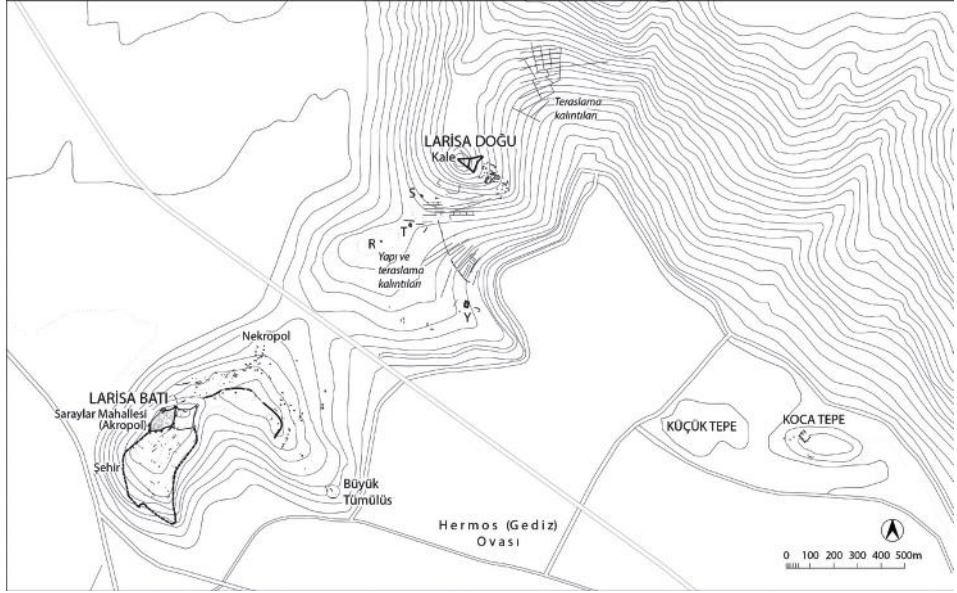 Teraslama
kalıntıları
LARİSA DOĞU
Kale
S
T
R
Yapı ve
teraslama
kalıntıları
Y
Nekropol
LARİSA BATI
Saraylar Mahallesi
(Akropol)
Şehir
Büyük
Tümülüs
KÜÇÜK TEPE
KOCA TEPE
Hermos (Gediz)
Ovası
0 100 200 300 400 500m